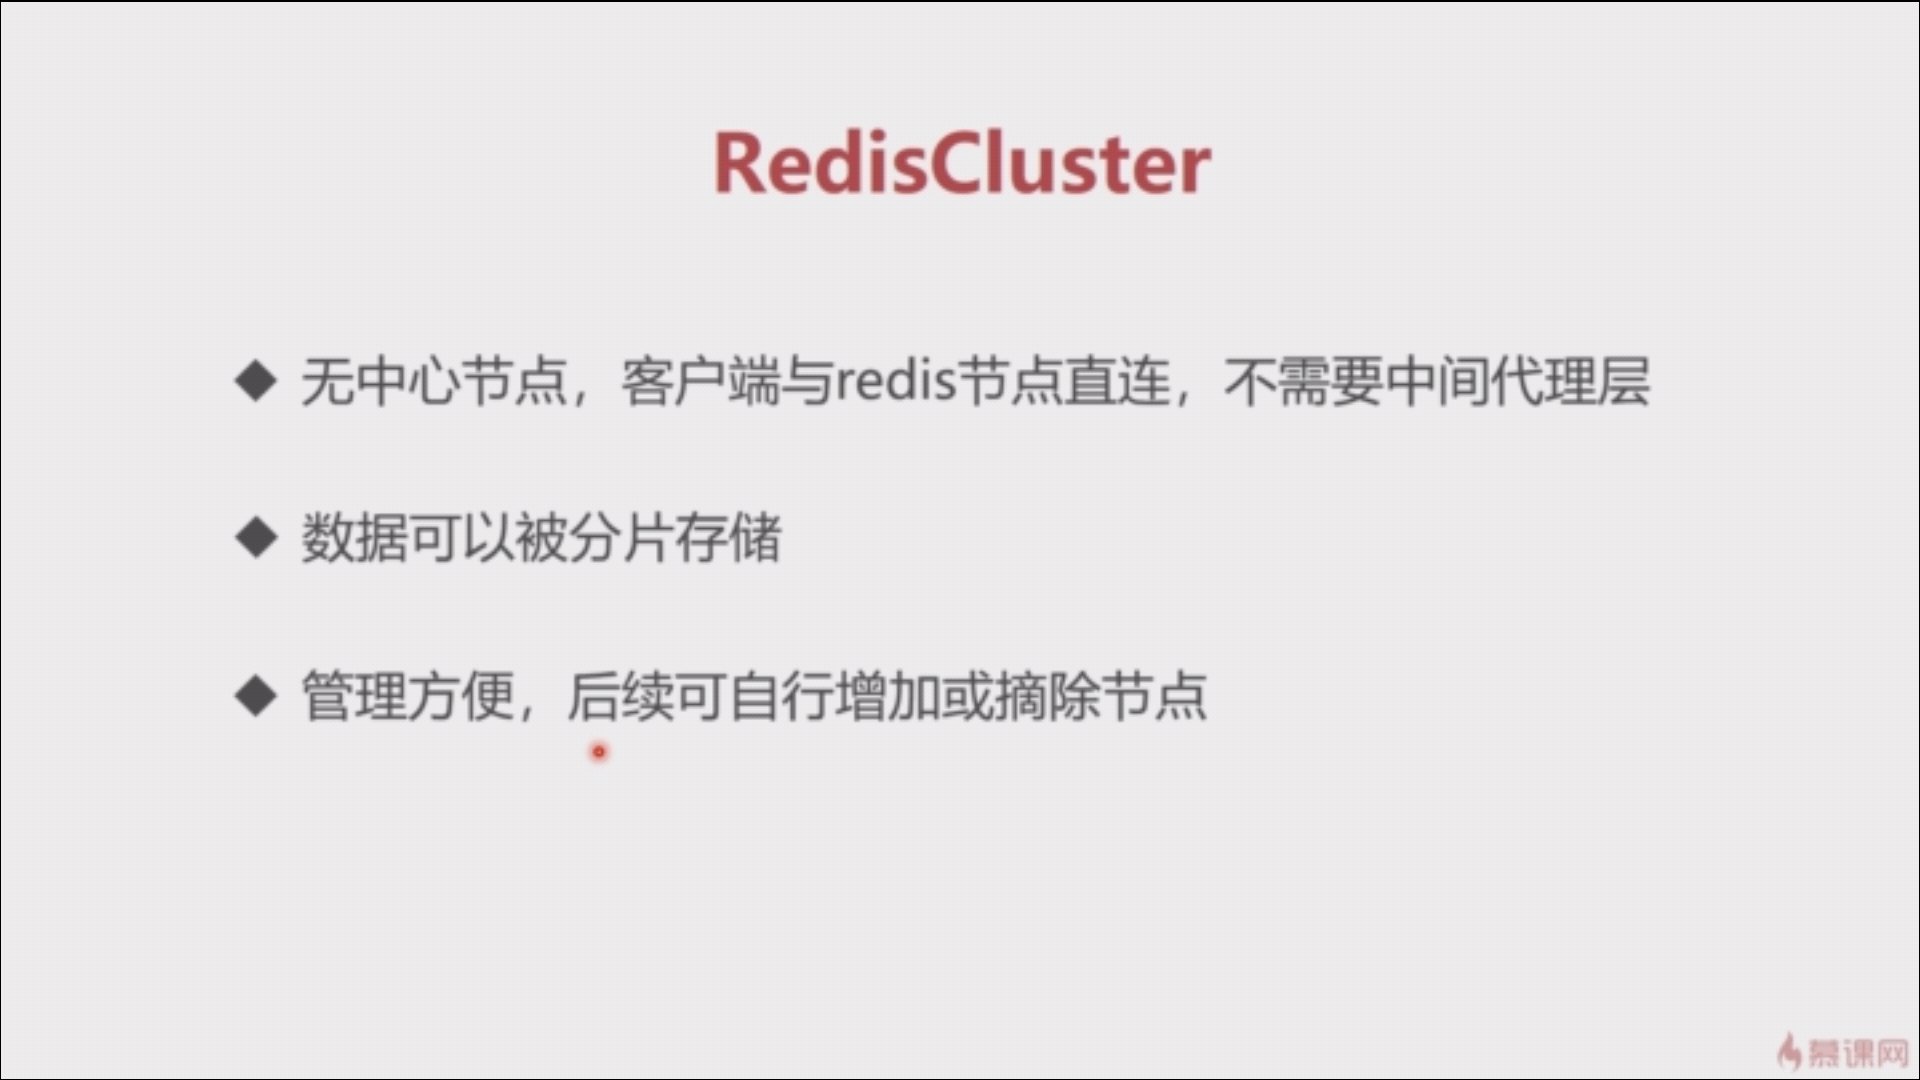 RedisCluster
◆ 无中心节点，客户端与redis节点直连，不需要中间代理层
◆ 数据可以被分片存储
◆ 管理方便，后续可自行增加或摘除节点
慕课网